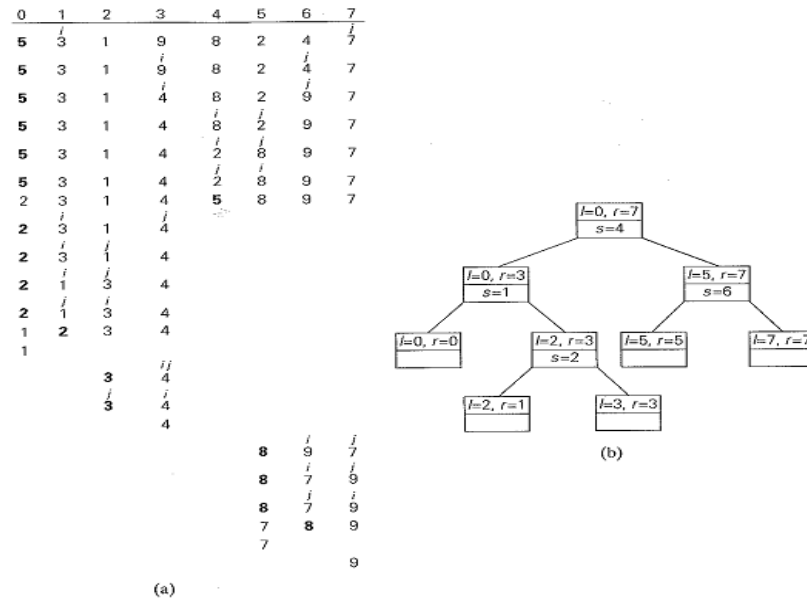 0 1 2 3 4 5 6 7
i j
5 3 1 9 8 2 4 7
i j
5 3 1 9 8 2 4 7
i j
5 3 1 4 8 2 9 7
i j
5 3 1 4 8 2 9 7
i j
5 3 1 4 2 8 9 7
j i
5 3 1 4 2 8 9 7
2 3 1 4 5 8 9 7
i j
2 3 1 4
i j
2 3 1 4
i j
2 1 3 4
j i
2 1 3 4
1 2 3 4
1
ij
3 4
j i
3 4
4
i j
8 9 7
i j
8 7 9
j i
8 7 9
7 8 9
7
9
(a)
l=0, r=7
s=4
l=0, r=3
s=1
l=5, r=7
s=6
l=0, r=0
l=2, r=3
s=2
l=5, r=5
l=7, r=7
l=2, r=1
l=3, r=3
(b)